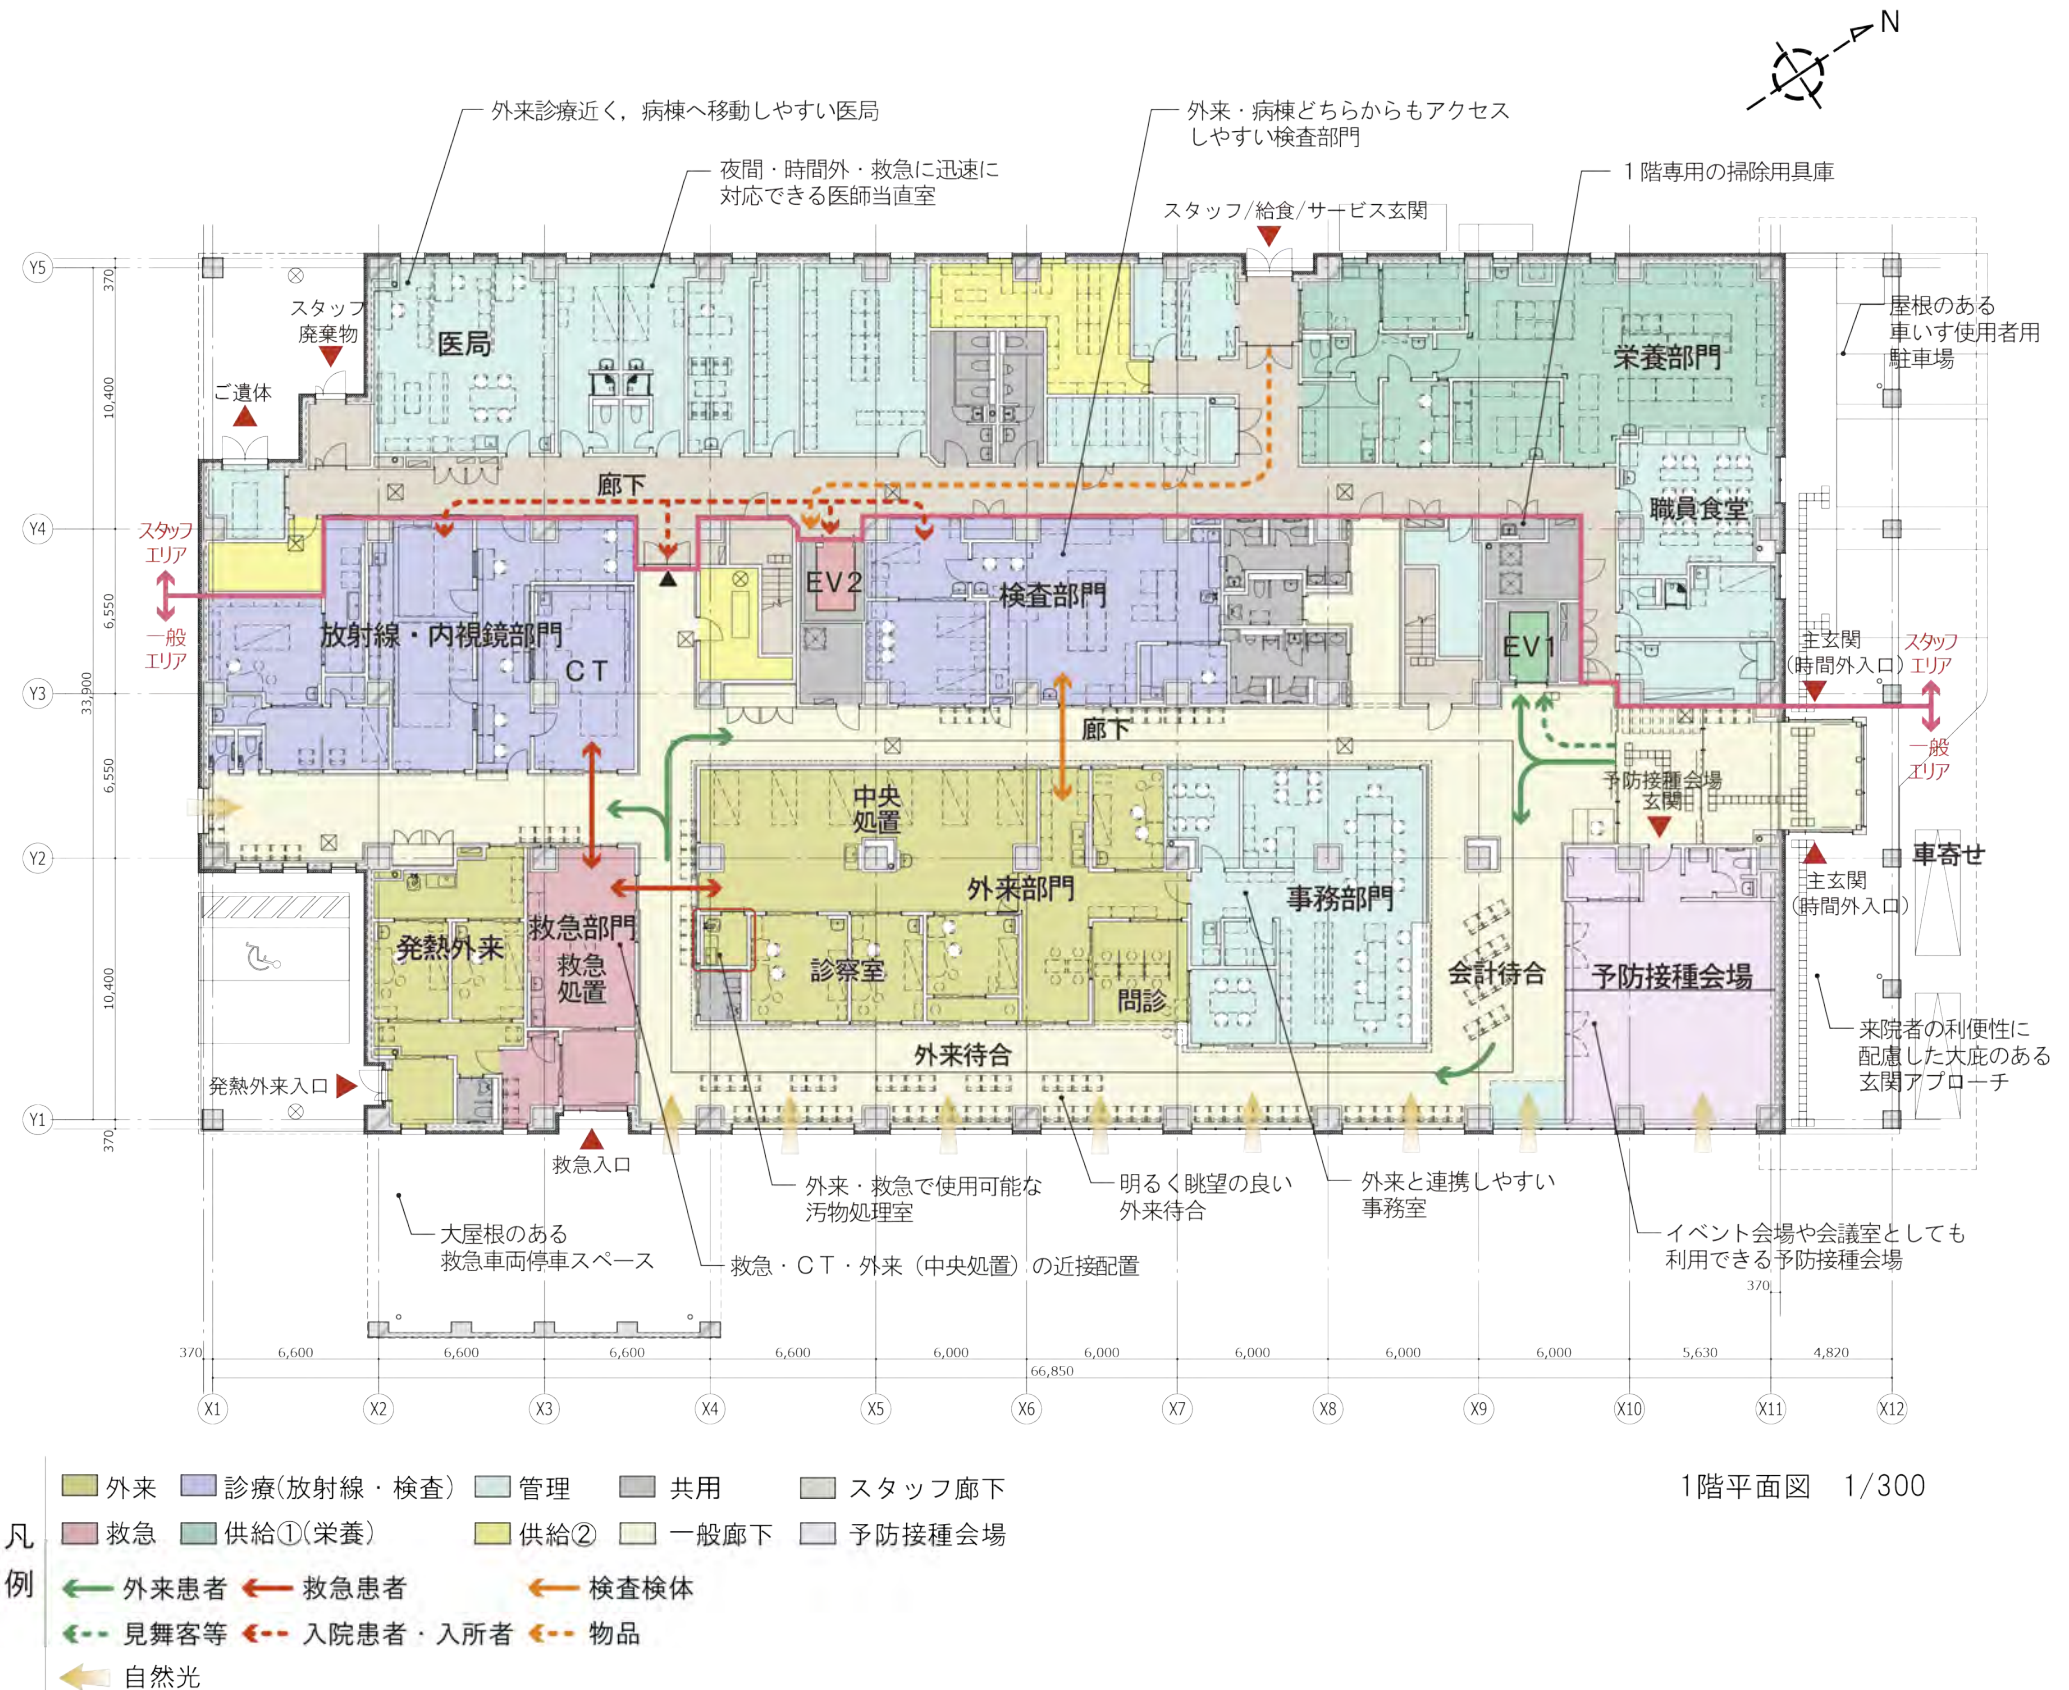 N
外来診療近く，病棟へ移動しやすい医局
外来・病棟どちらからもアクセス
しやすい検査部門
夜間・時間外・救急に迅速に
対応できる医師当直室
1階専用の掃除用具庫
スタッフ/給食/サービス玄関
Y5
370
スタッフ
廃棄物
医局
栄養部門
屋根のある
車いす使用者用
駐車場
ご遺体
10,400
廊下
職員食堂
Y4
スタッフ
エリア
EV2
検査部門
6,550
一般
エリア
放射線・内視鏡部門
CT
EV1
主玄関
(時間外入口)
スタッフ
エリア
Y3
33,900
廊下
一般
エリア
6,550
中央
処置
予防接種会場
玄関
Y2
車寄せ
外来部門
事務部門
主玄関
(時間外入口)
救急部門
発熱外来
救急
処置
診察室
会計待合
予防接種会場
10,400
問診
来院者の利便性に
配慮した大庇のある
玄関アプローチ
外来待合
発熱外来入口
Y1
370
救急入口
外来・救急で使用可能な
汚物処理室
明るく眺望の良い
外来待合
外来と連携しやすい
事務室
大屋根のある
救急車両停車スペース
救急・CT・外来（中央処置）の近接配置
イベント会場や会議室としても
利用できる予防接種会場
370
370 6,600 6,600 6,600 6,600 6,000 6,000 6,000 6,000 6,000 5,630 4,820
66,850
X1 X2 X3 X4 X5 X6 X7 X8 X9 X10 X11 X12
1階平面図 1/300
凡例
外来 診療(放射線・検査) 管理 共用 スタッフ廊下
救急 供給①(栄養) 供給② 一般廊下 予防接種会場
外来患者 救急患者 検査検体
見舞客等 入院患者・入所者 物品
自然光